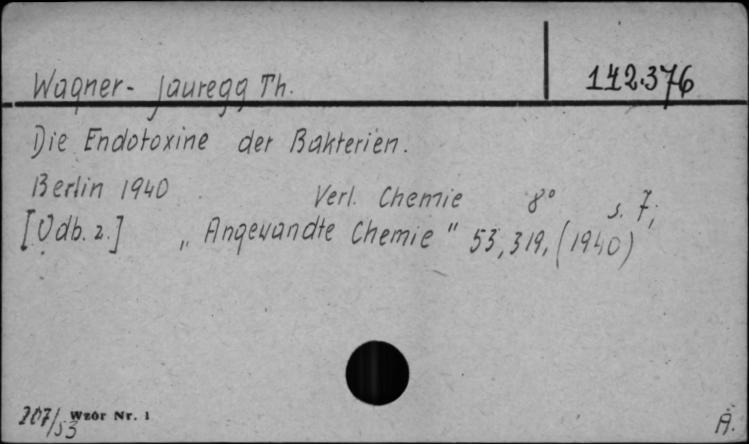 142.376
Wagner-Jauregg Th.
Die Endotoxine der Bakterien.
Berlin 1940 Verl. Chemie 8° s. 7,
[Odb. z.] „Angewandte Chemie" 53, 319, (1940)
207/53 Wzór Nr. 1 A.